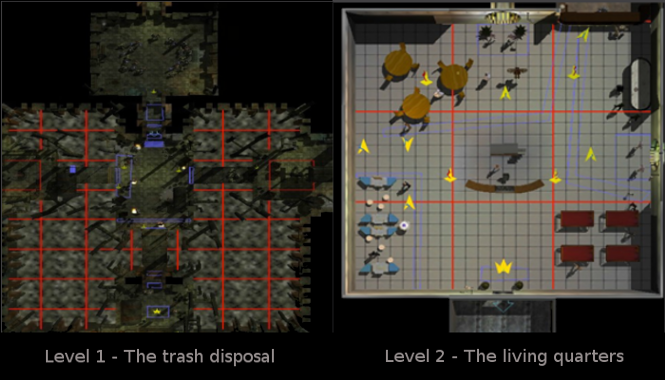 Level 1 - The trash disposal
Level 2 - The living quarters